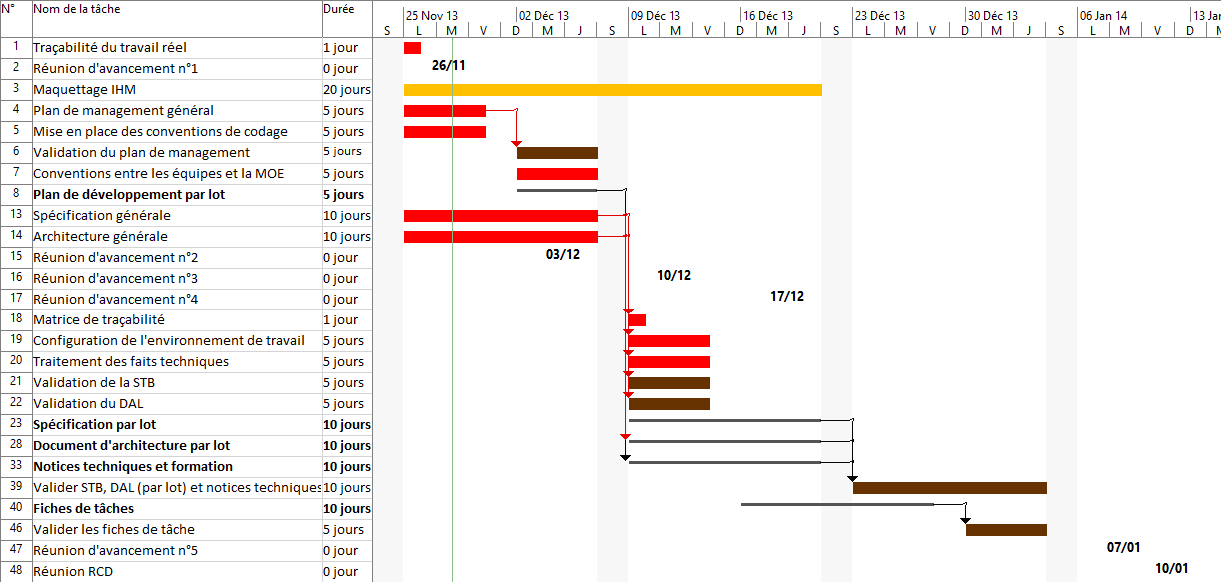 N° Nom de la tâche Durée 25 Nov 13 02 Déc 13 09 Déc 13 16 Déc 13 23 Déc 13 30 Déc 13 06 Jan 14 13 Jan
S L M V D M J S L M V D M J S L M V D M J S L M V D M
1 Traçabilité du travail réel 1 jour
2 Réunion d'avancement n°1 0 jour 26/11
3 Maquettage IHM 20 jours
4 Plan de management général 5 jours
5 Mise en place des conventions de codage 5 jours
6 Validation du plan de management 5 jours
7 Conventions entre les équipes et la MOE 5 jours
8 Plan de développement par lot 5 jours
13 Spécification générale 10 jours
14 Architecture générale 10 jours
15 Réunion d'avancement n°2 0 jour 03/12
16 Réunion d'avancement n°3 0 jour 10/12
17 Réunion d'avancement n°4 0 jour 17/12
18 Matrice de traçabilité 1 jour
19 Configuration de l'environnement de travail 5 jours
20 Traitement des faits techniques 5 jours
21 Validation de la STB 5 jours
22 Validation du DAL 5 jours
23 Spécification par lot 10 jours
28 Document d'architecture par lot 10 jours
33 Notices techniques et formation 10 jours
39 Valider STB, DAL (par lot) et notices techniques 10 jours
40 Fiches de tâches 10 jours
46 Valider les fiches de tâche 5 jours
47 Réunion d'avancement n°5 0 jour 07/01
48 Réunion RCD 0 jour 10/01